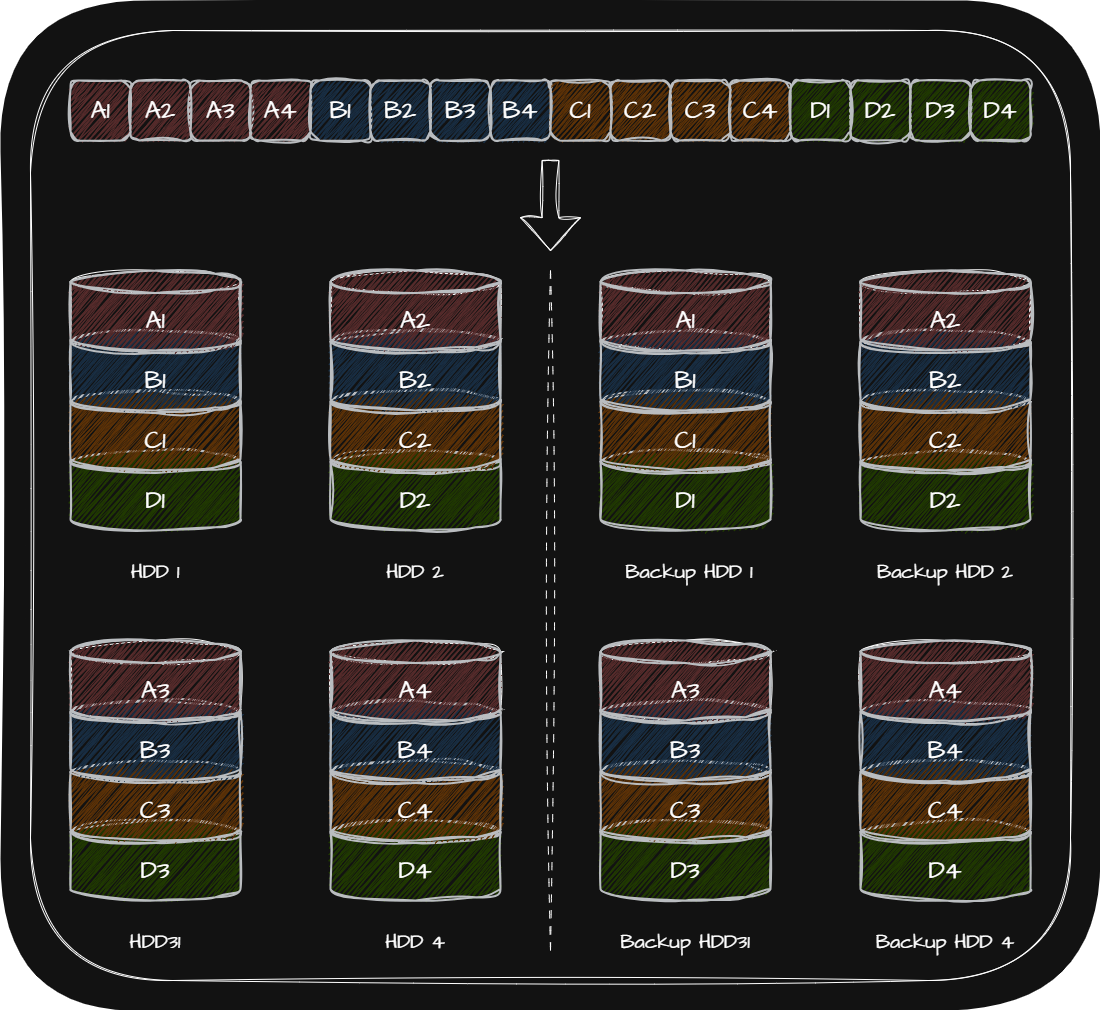 A1 A2 A3 A4 B1 B2 B3 B4 C1 C2 C3 C4 D1 D2 D3 D4
A1 A2 A1 A2
B1 B2 B1 B2
C1 C2 C1 C2
D1 D2 D1 D2
HDD 1 HDD 2 Backup HDD 1 Backup HDD 2
A3 A4 A3 A4
B3 B4 B3 B4
C3 C4 C3 C4
D3 D4 D3 D4
HDD31 HDD 4 Backup HDD31 Backup HDD 4